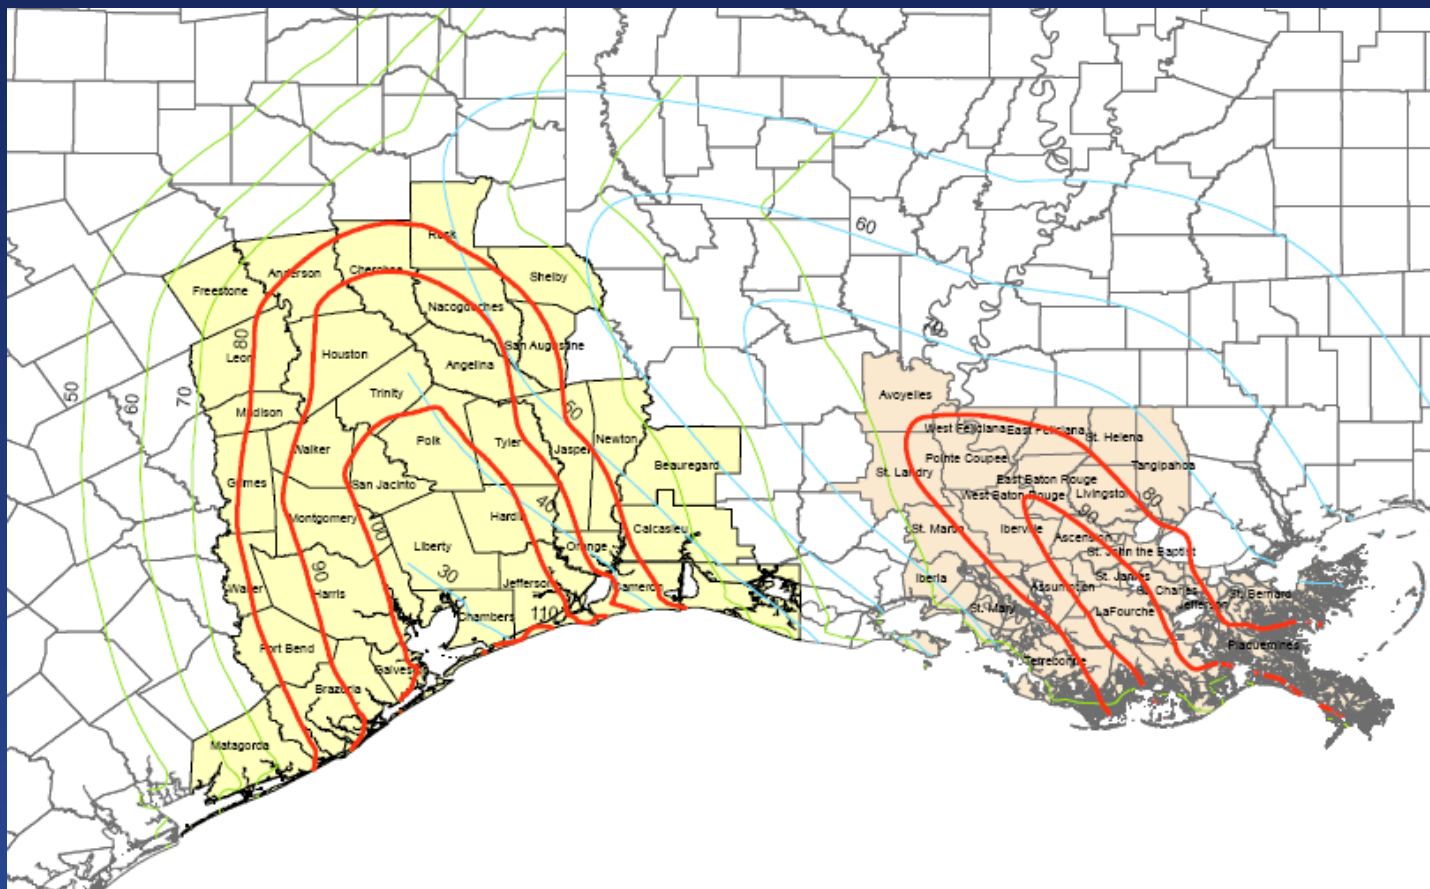 60
Rusk
Anderson
Cherokee
Shelby
Freestone
Nacogdoches
80
70
San Augustine
Leon
Houston
Angelina
50
60
70
Trinity
Avoyelles
Madison
60
West Feliciana
East Feliciana
St. Helena
Polk
Tyler
Jasper
Newton
Walker
Pointe Coupee
Beauregard
Tangipahoa
St. Landry
East Baton Rouge
Grimes
San Jacinto
West Baton Rouge
Livingston
80
40
90
100
Montgomery
Hardin
Calcasieu
St. Martin
Iberville
Ascension
Liberty
Orange
St. John the Baptist
90
30
Iberia
St. James
Waller
Harris
Jefferson
Cameron
Assumption
St. Charles
St. Bernard
Chambers
110
St. Mary
LaFourche
Jefferson
Fort Bend
Plaquemines
Galves
Terrebonne
Brazoria
Matagorda